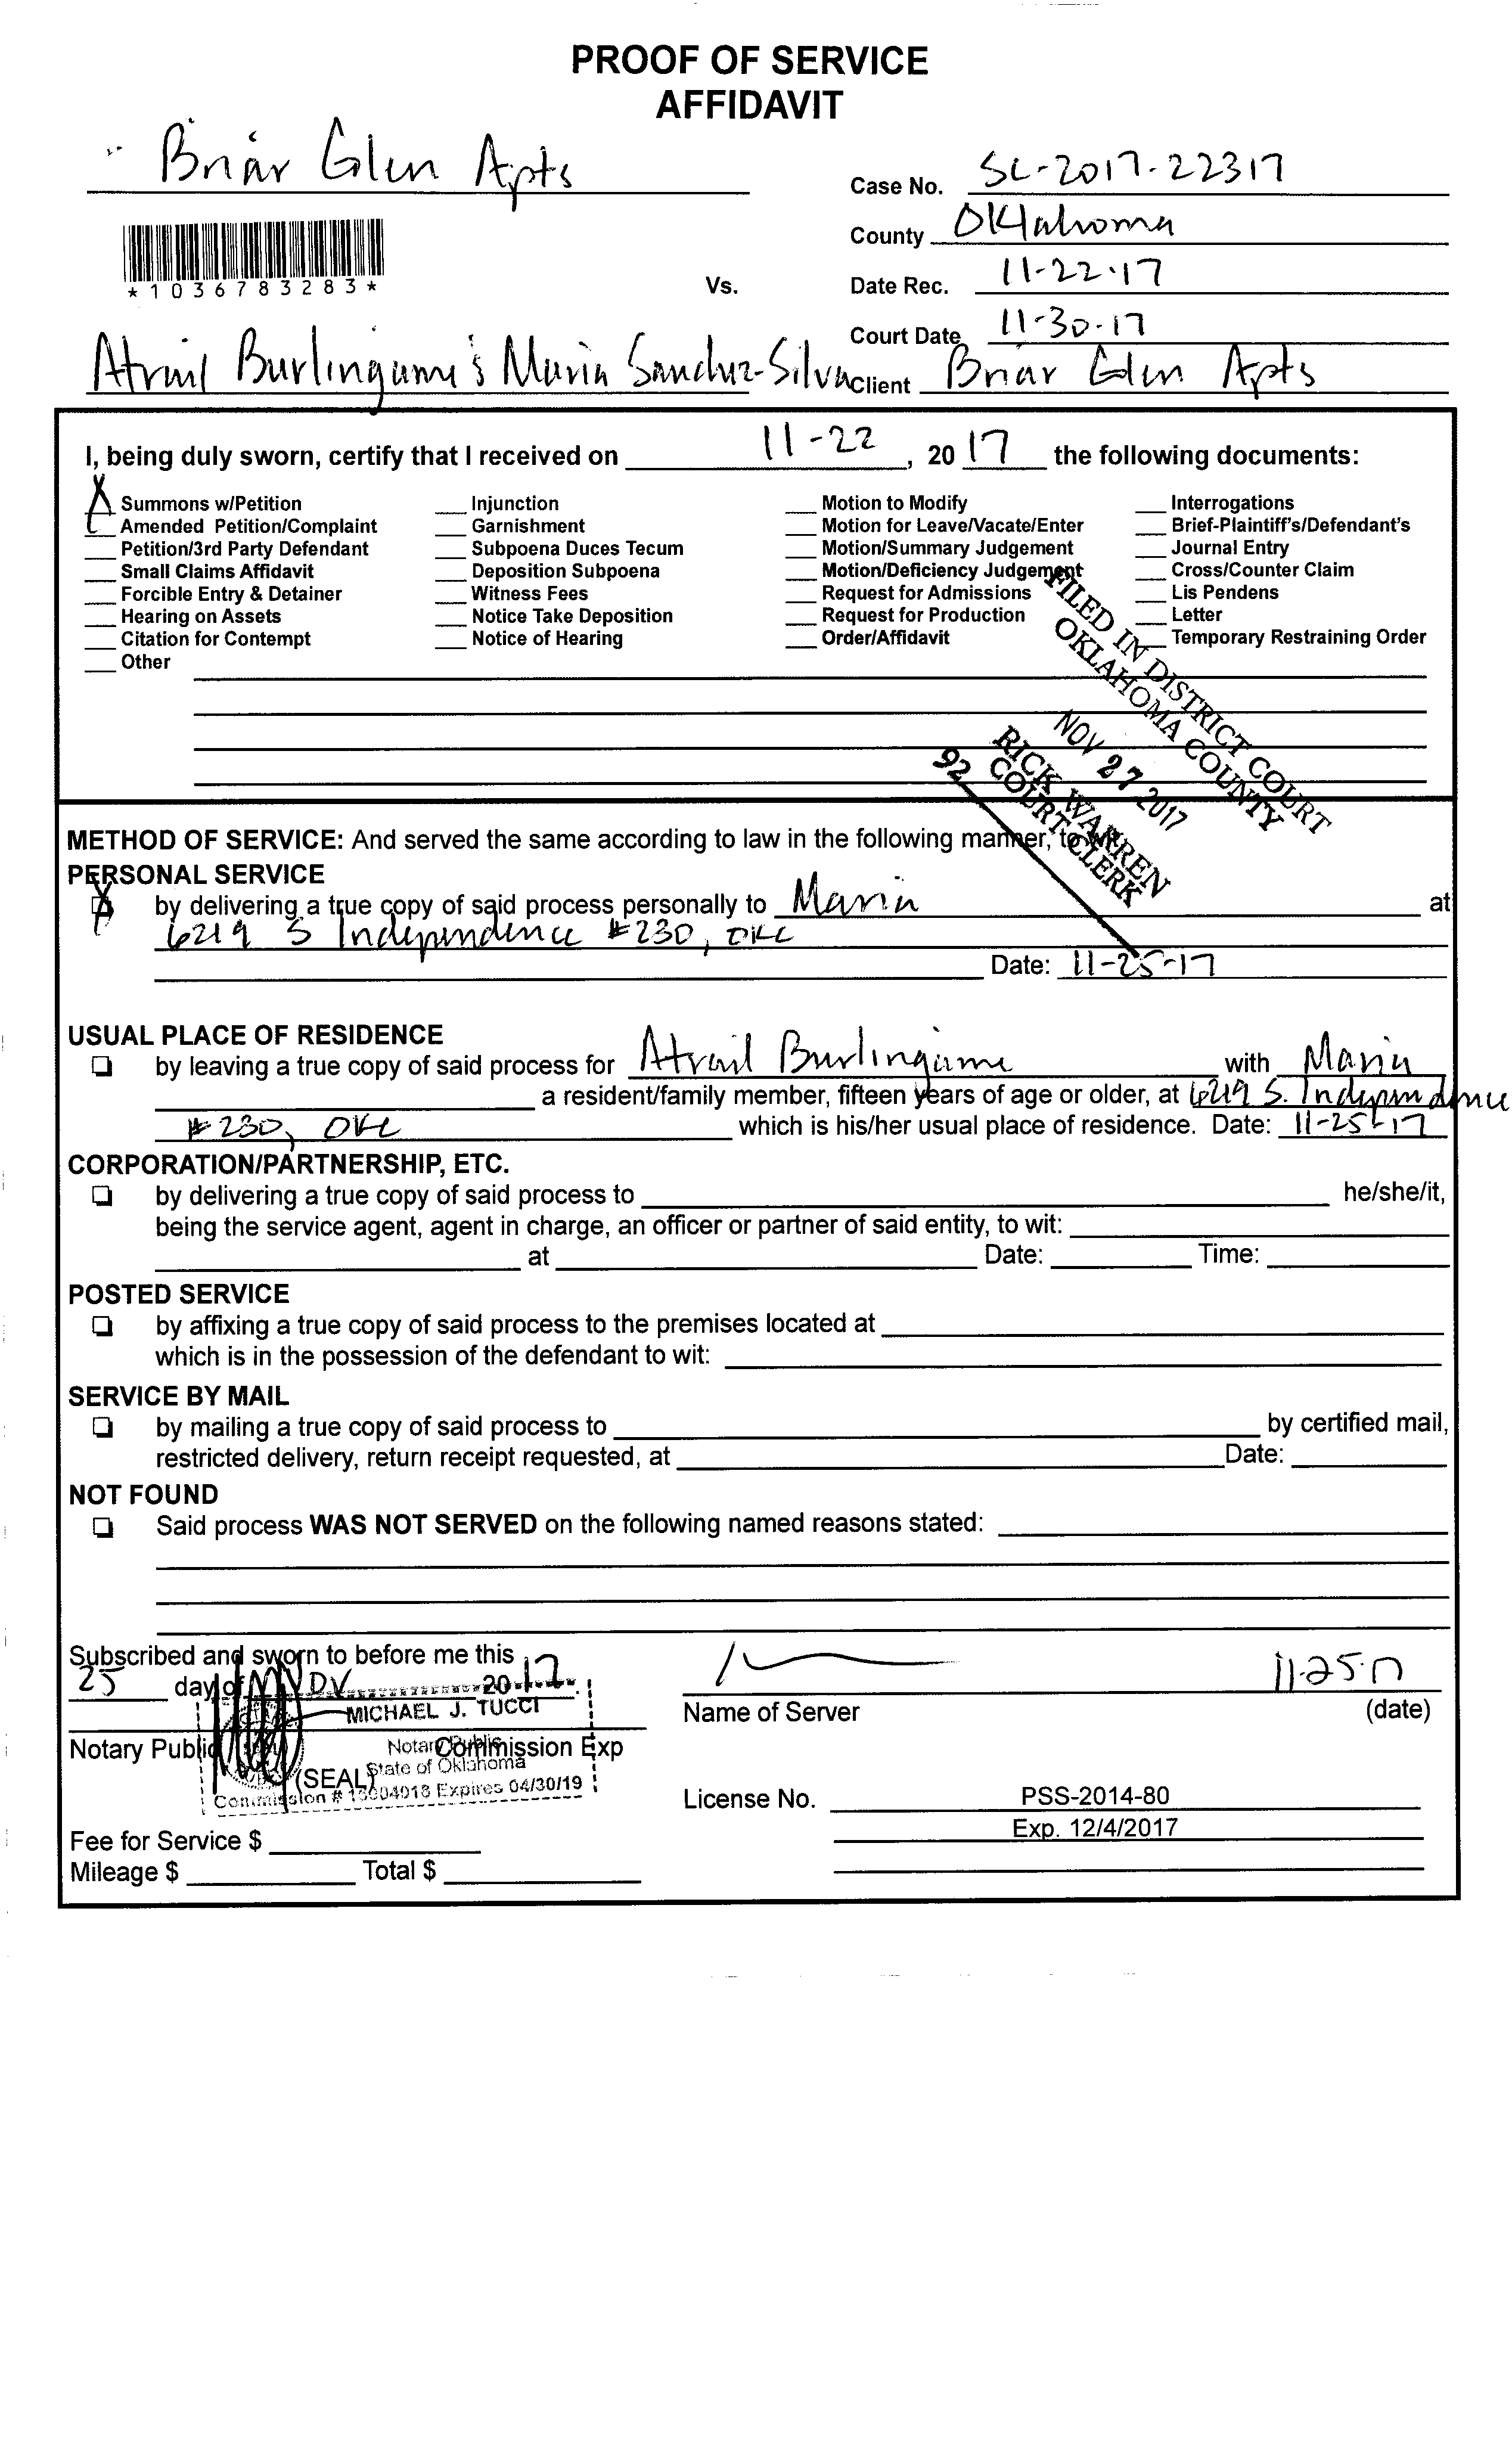 PROOF OF SERVICE
AFFIDAVIT
Briar Glen Apts
Case No. SC-2017-22317
County Oklahoma
*1036783283*
Vs.
Date Rec. 11-22-17
Court Date 11-30-17
Atrail Burlingame & Maria Sanchez-Silva
Client Briar Glen Apts
I, being duly sworn, certify that I received on 11-22, 2017 the following documents:
X Summons w/Petition ___ Injunction ___ Motion to Modify ___ Interrogations
___ Amended Petition/Complaint ___ Garnishment ___ Motion for Leave/Vacate/Enter ___ Brief-Plaintiff's/Defendant's
___ Petition/3rd Party Defendant ___ Subpoena Duces Tecum ___ Motion/Summary Judgement ___ Journal Entry
___ Small Claims Affidavit ___ Deposition Subpoena ___ Motion/Deficiency Judgement ___ Cross/Counter Claim
___ Forcible Entry & Detainer ___ Witness Fees ___ Request for Admissions ___ Lis Pendens
___ Hearing on Assets ___ Notice Take Deposition ___ Request for Production ___ Letter
___ Citation for Contempt ___ Notice of Hearing ___ Order/Affidavit ___ Temporary Restraining Order
___ Other
FILED IN DISTRICT COURT
OKLAHOMA COUNTY
NOV 27 2017
RICK WARREN
COURT CLERK
92
METHOD OF SERVICE: And served the same according to law in the following manner, to wit:
PERSONAL SERVICE
X by delivering a true copy of said process personally to Maria at
6219 S Independence #230, OKC
Date: 11-25-17
USUAL PLACE OF RESIDENCE
❑ by leaving a true copy of said process for Atrail Burlingame with Maria
a resident/family member, fifteen years of age or older, at 6219 S. Independence
#230, OKC which is his/her usual place of residence. Date: 11-25-17
CORPORATION/PARTNERSHIP, ETC.
❑ by delivering a true copy of said process to he/she/it,
being the service agent, agent in charge, an officer or partner of said entity, to wit:
at Date: Time:
POSTED SERVICE
❑ by affixing a true copy of said process to the premises located at
which is in the possession of the defendant to wit:
SERVICE BY MAIL
❑ by mailing a true copy of said process to by certified mail,
restricted delivery, return receipt requested, at Date:
NOT FOUND
❑ Said process WAS NOT SERVED on the following named reasons stated:
Subscribed and sworn to before me this
25 day of NOV 2017
11-25-17
MICHAEL J. TUCCI
Name of Server (date)
Notary Public Commission Exp
Notary Public
State of Oklahoma
(SEAL)
Commission # Expires 04/30/19
License No. PSS-2014-80
Exp. 12/4/2017
Fee for Service $
Mileage $ Total $